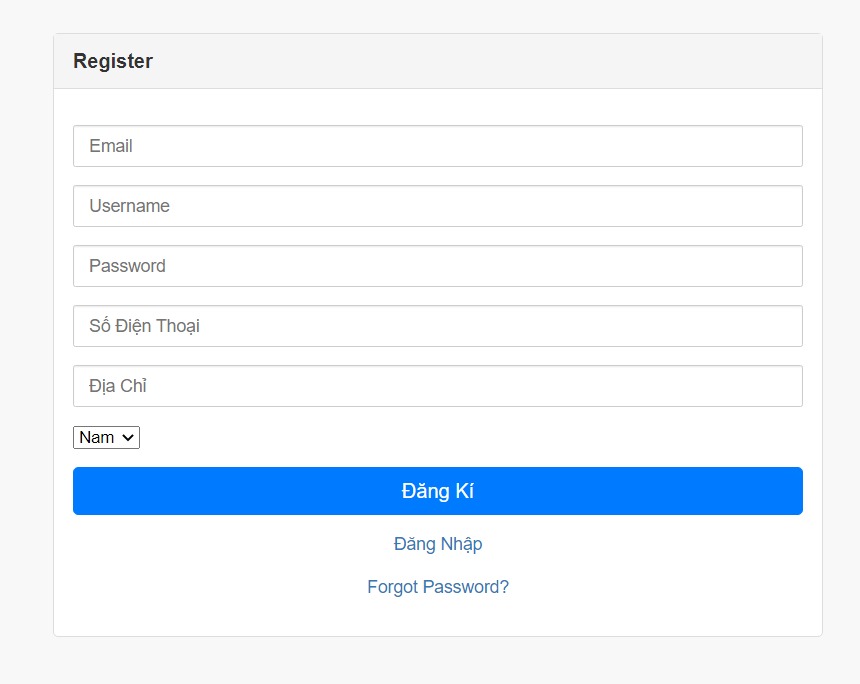 Register
Email
Username
Password
Số Điện Thoại
Địa Chỉ
Nam
Đăng Kí
Đăng Nhập
Forgot Password?